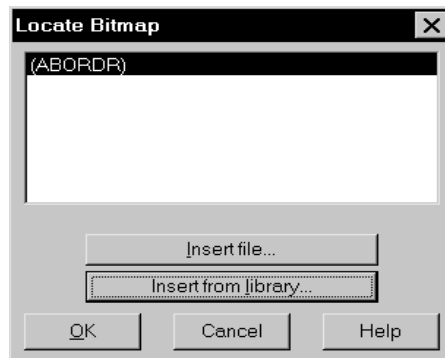 Locate Bitmap
(ABORDR)
Insert file...
Insert from library...
OK Cancel Help